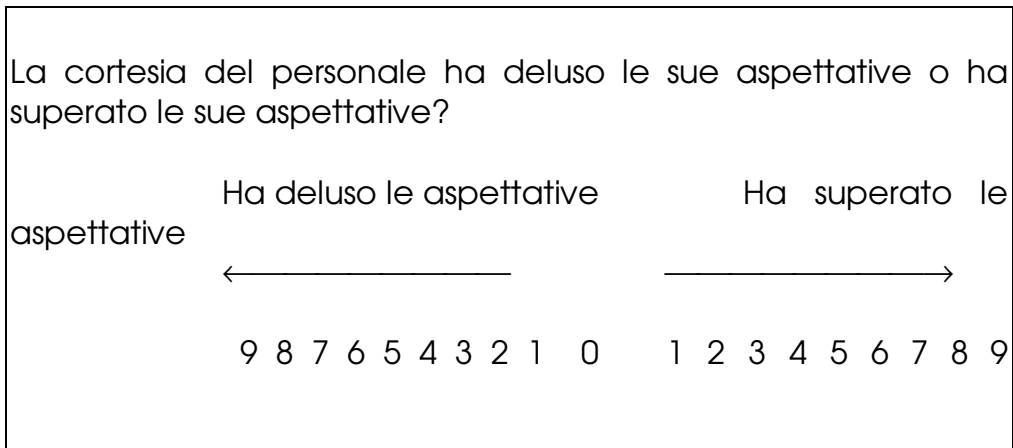 La cortesia del personale ha deluso le sue aspettative o ha
superato le sue aspettative?
Ha deluso le aspettative Ha superato le
aspettative
9 8 7 6 5 4 3 2 1 0 1 2 3 4 5 6 7 8 9